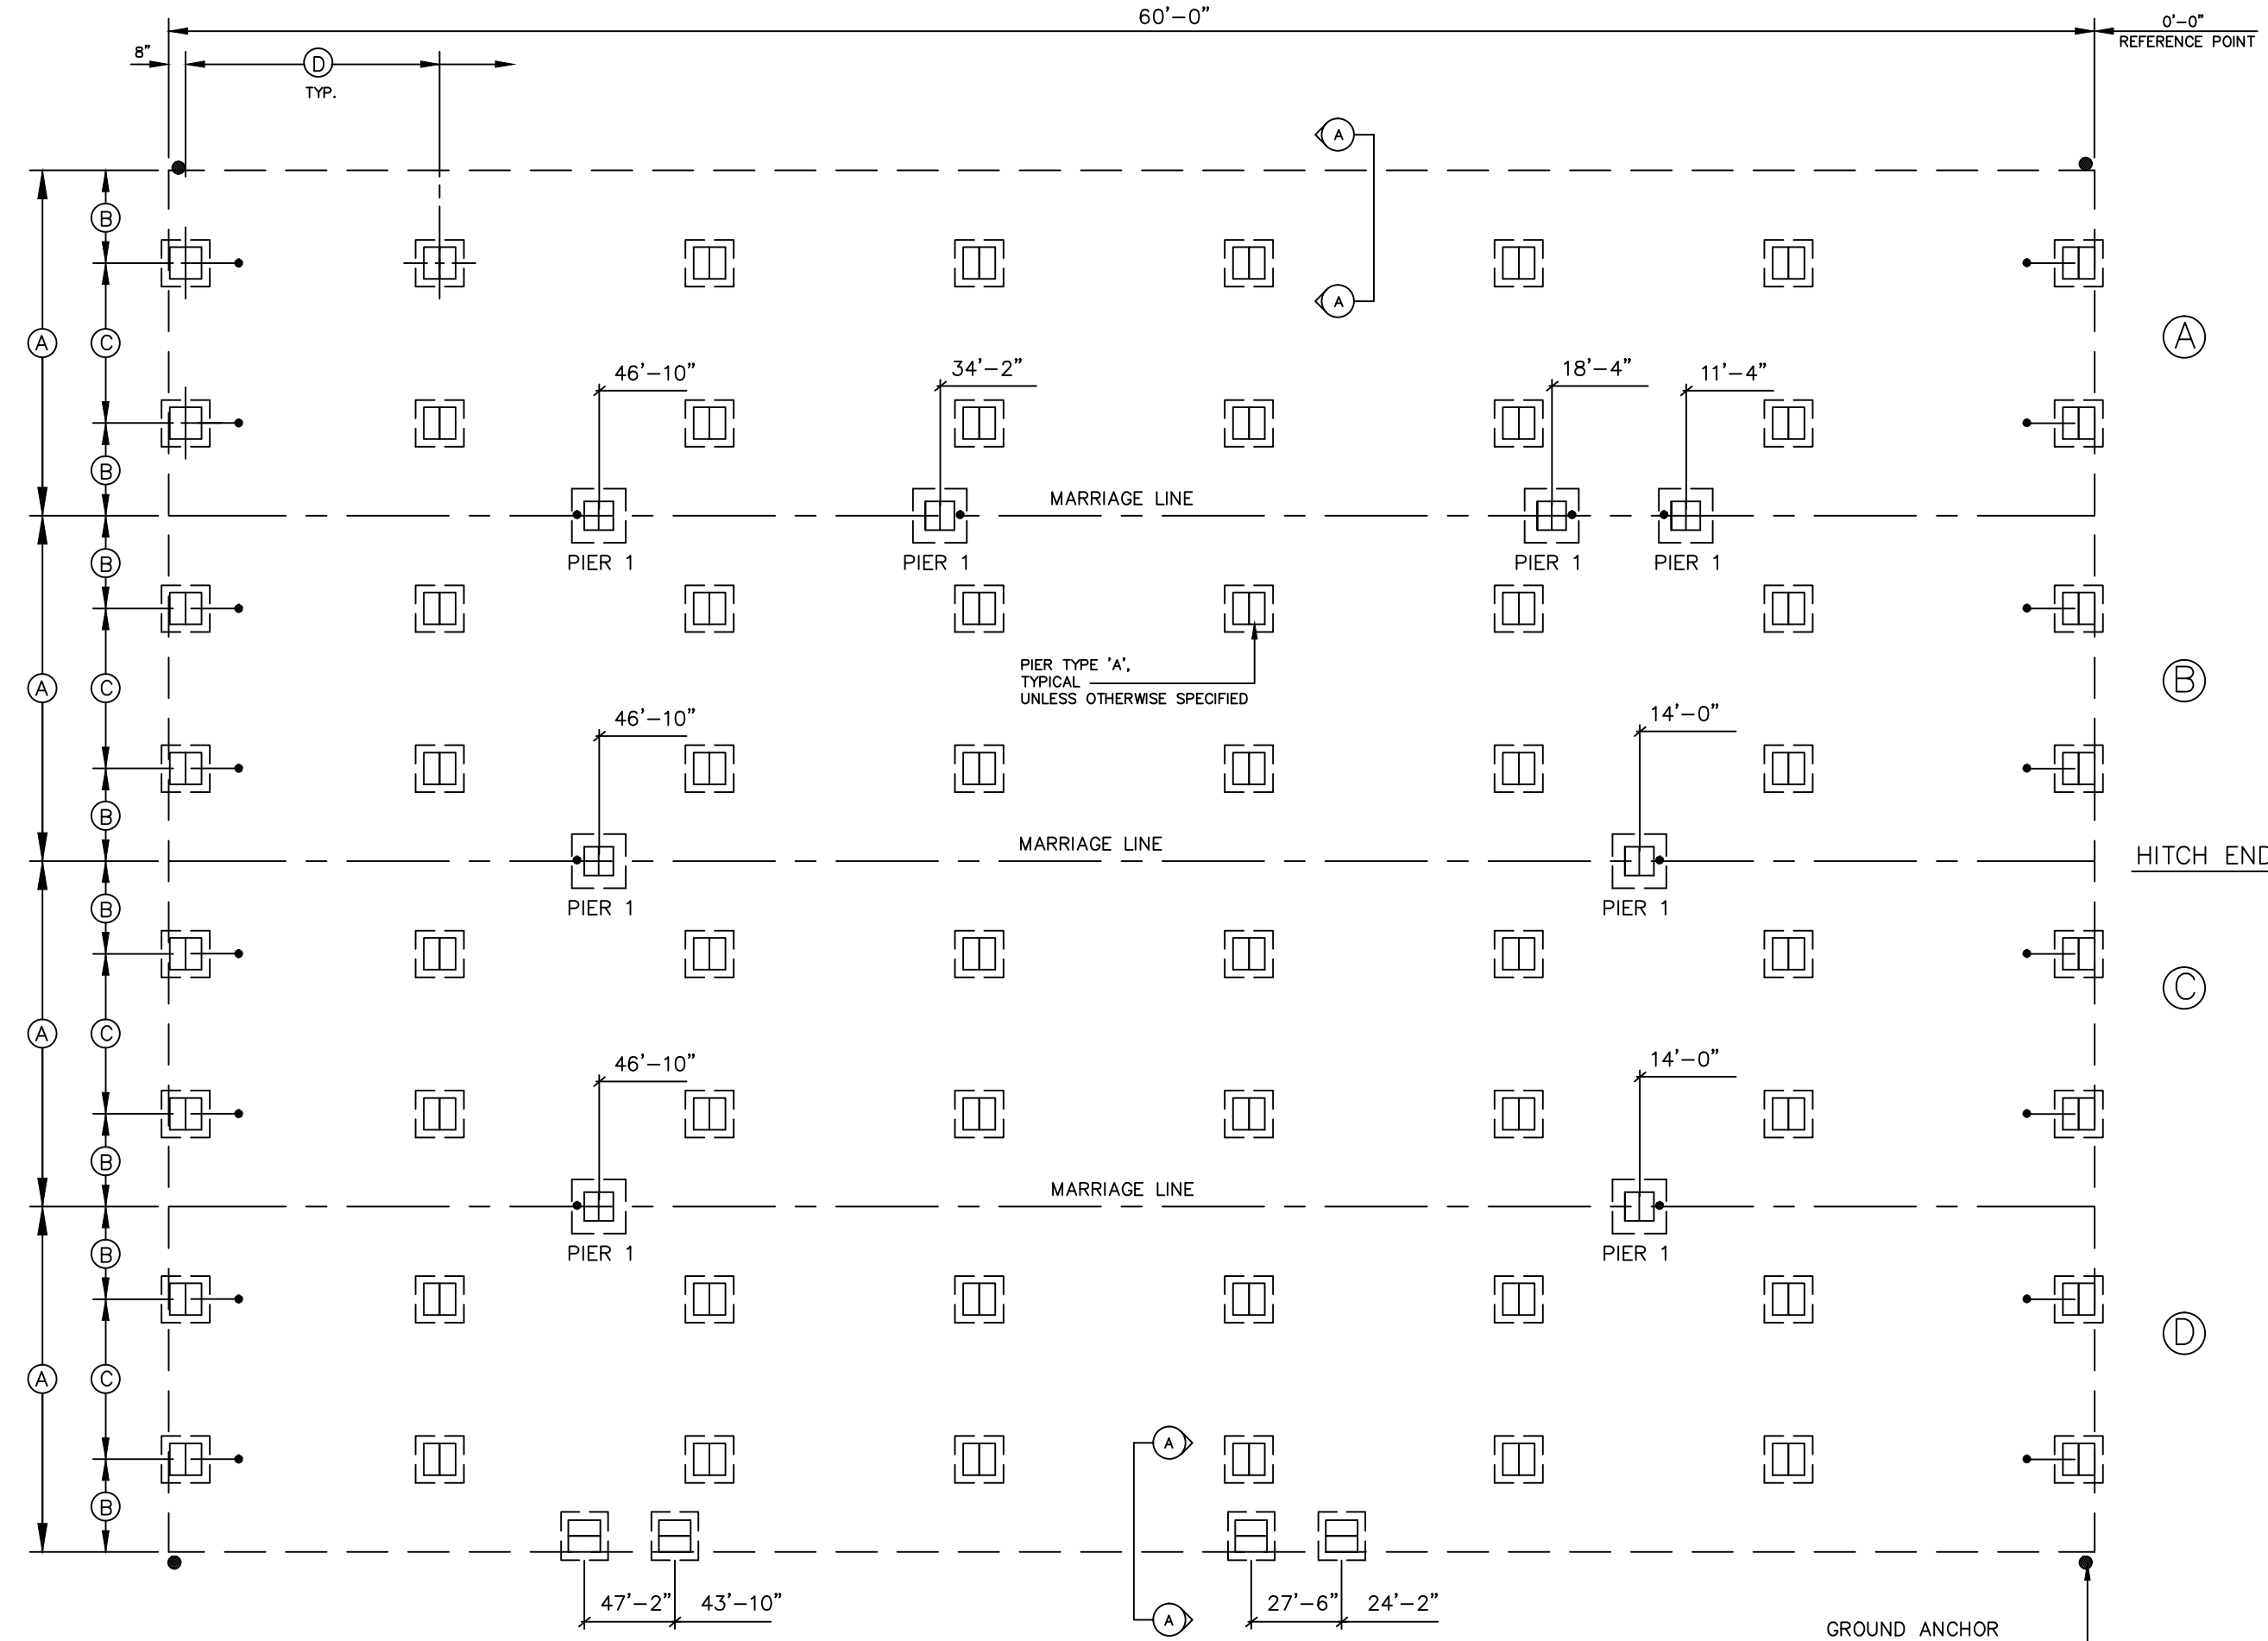 60'-0"
0'-0"
REFERENCE POINT
8"
D
TYP.
A
B
A
A
C
A
46'-10"
34'-2"
18'-4"
11'-4"
B
MARRIAGE LINE
PIER 1
PIER 1
PIER 1
PIER 1
B
PIER TYPE 'A',
TYPICAL
UNLESS OTHERWISE SPECIFIED
A
C
B
46'-10"
14'-0"
B
MARRIAGE LINE
HITCH END
PIER 1
PIER 1
B
C
A
C
46'-10"
14'-0"
B
MARRIAGE LINE
PIER 1
PIER 1
B
D
A
C
A
B
47'-2"
43'-10"
27'-6"
24'-2"
A
GROUND ANCHOR